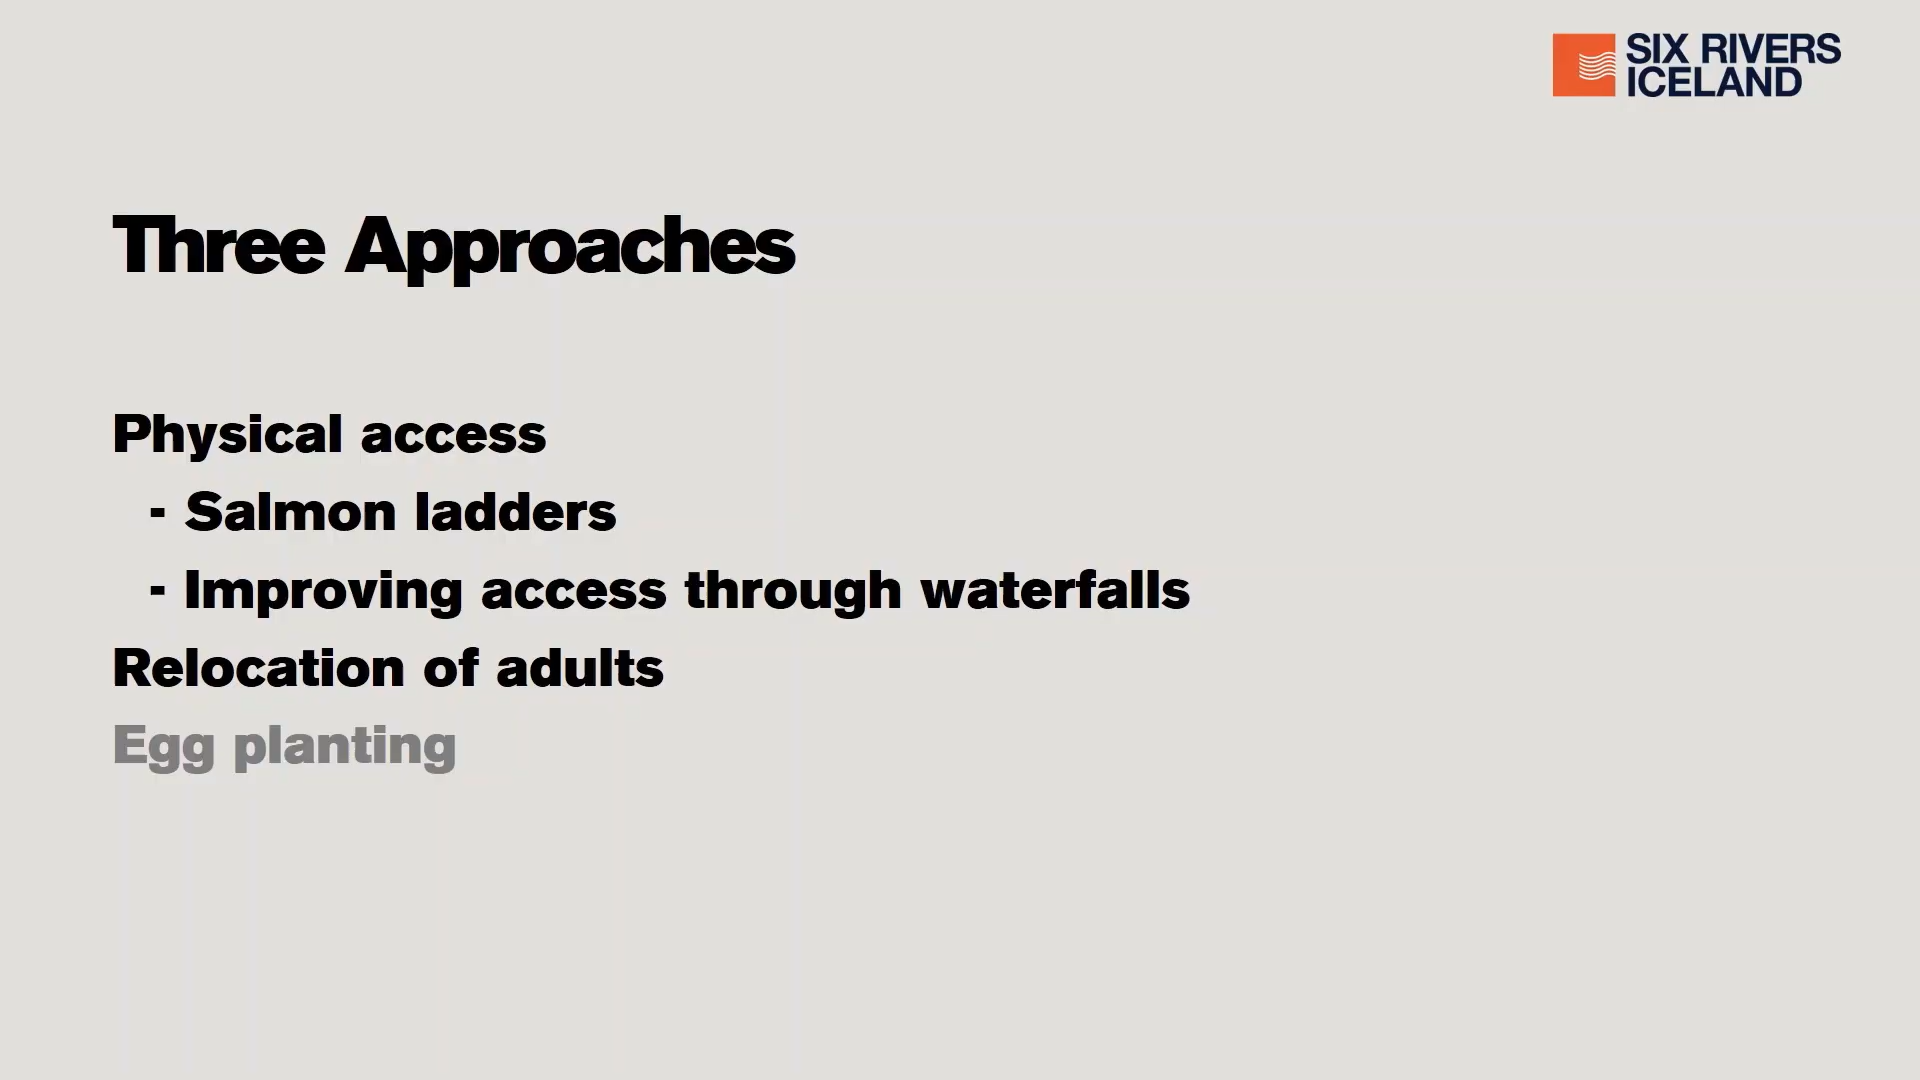 SIX RIVERS
ICELAND
Three Approaches
Physical access
- Salmon ladders
- Improving access through waterfalls
Relocation of adults
Egg planting